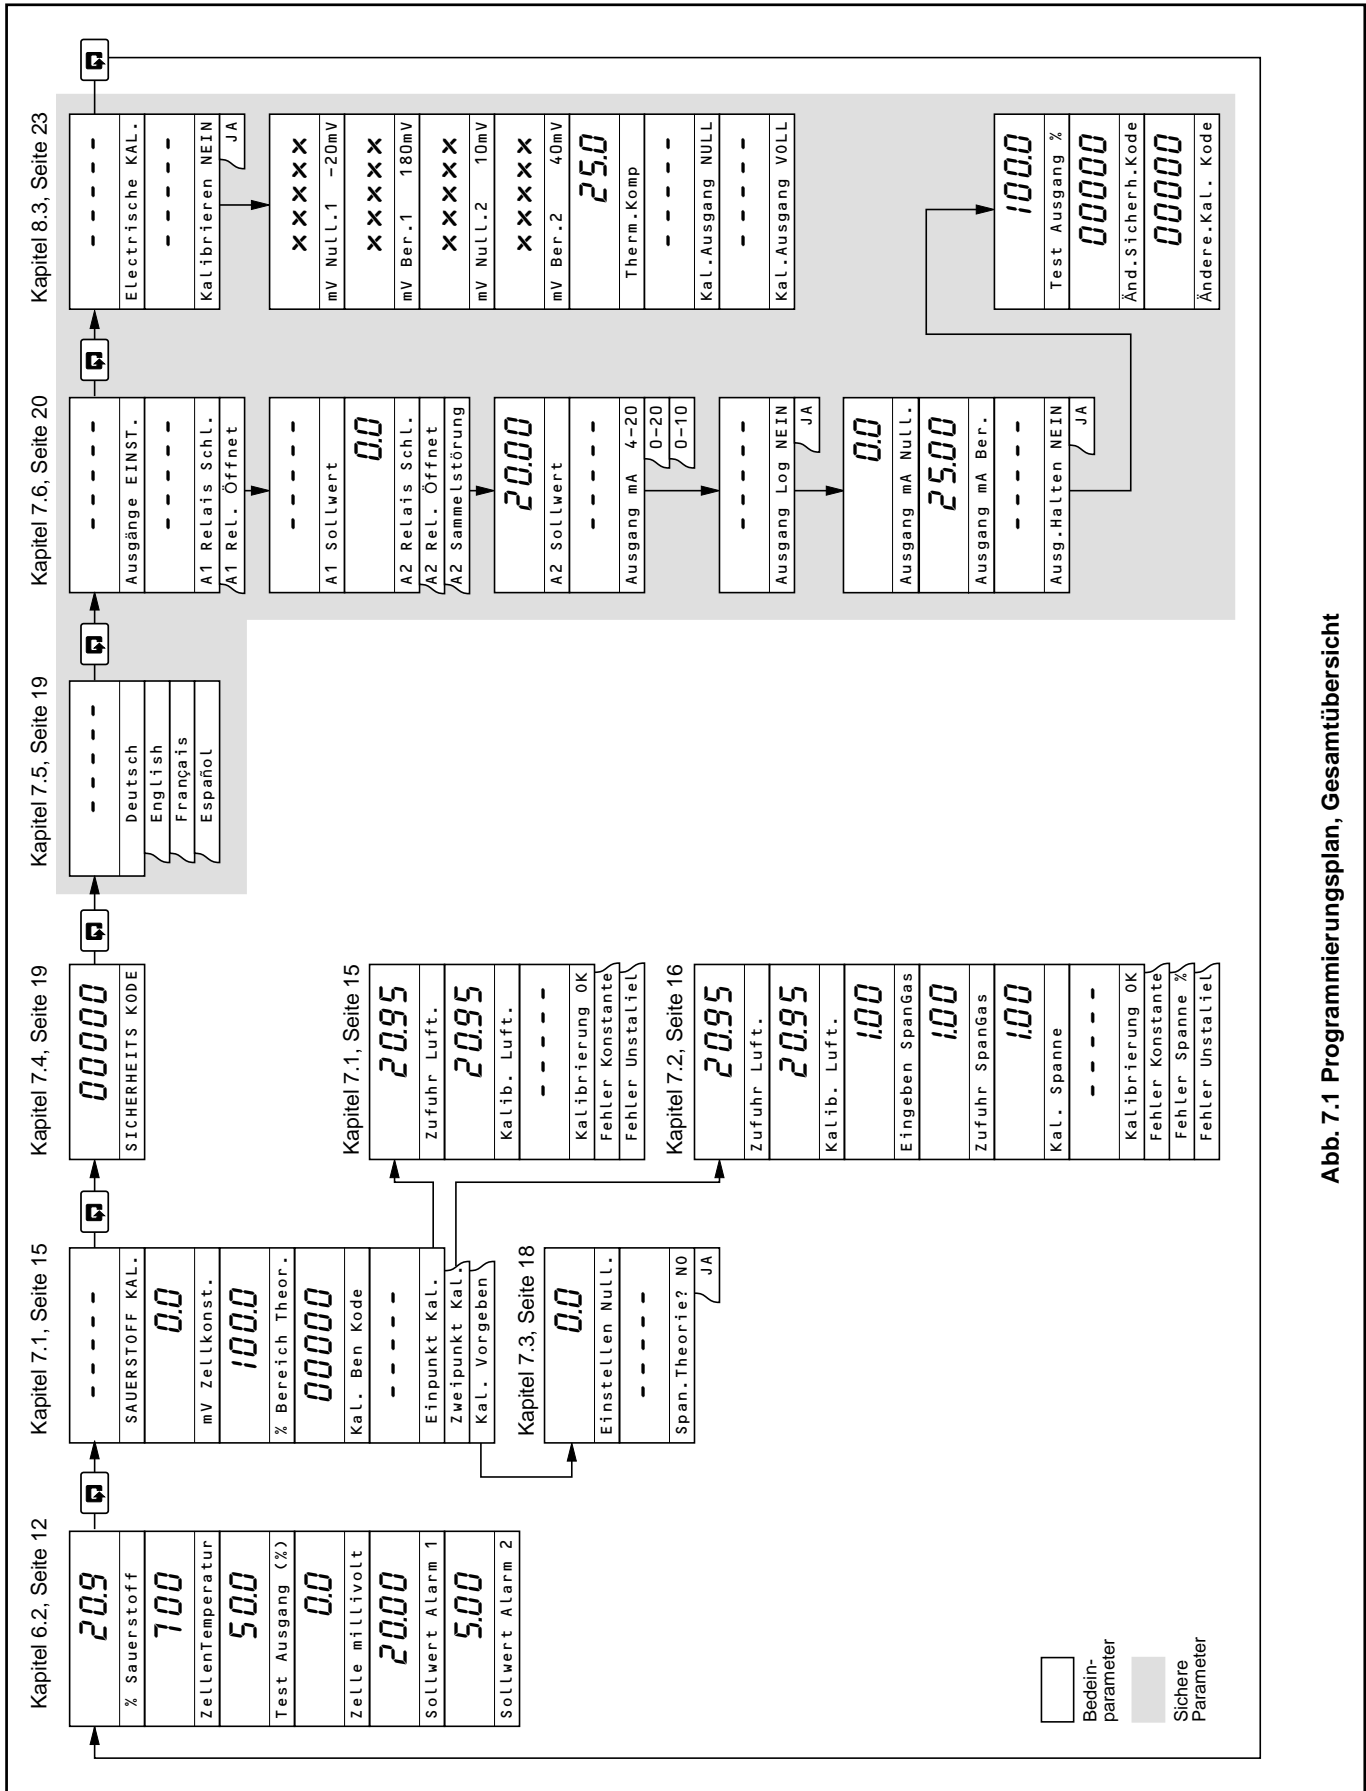 Kapitel 6.2, Seite 12
20.9
% Sauerstoff
700
ZellenTemperatur
50.0
Test Ausgang (%)
0.0
Zelle millivolt
20.00
Sollwert Alarm 1
5.00
Sollwert Alarm 2
Kapitel 7.1, Seite 15
- - - - -
SAUERSTOFF KAL.
0.0
mV Zellkonst.
100.0
% Bereich Theor.
00000
Kal. Ben Kode
- - - - -
Einpunkt Kal.
Zweipunkt Kal.
Kal. Vorgeben
Kapitel 7.3, Seite 18
0.0
Einstellen Null.
- - - - -
Span.Theorie? NO
JA
Kapitel 7.4, Seite 19
00000
SICHERHEITS KODE
Kapitel 7.1, Seite 15
20.95
Zufuhr Luft.
20.95
Kalib. Luft.
- - - - -
Kalibrierung OK
Fehler Konstante
Fehler Unstaliel
Kapitel 7.2, Seite 16
20.95
Zufuhr Luft.
20.95
Kalib. Luft.
1.00
Eingeben SpanGas
1.00
Zufuhr SpanGas
1.00
Kal. Spanne
- - - - -
Kalibrierung OK
Fehler Konstante
Fehler Spanne %
Fehler Unstaliel
Kapitel 7.5, Seite 19
- - - - -
Deutsch
English
Français
Español
Kapitel 7.6, Seite 20
- - - - -
Ausgänge EINST.
- - - - -
A1 Relais Schl.
A1 Rel. Öffnet
- - - - -
A1 Sollwert
0.0
A2 Relais Schl.
A2 Rel. Öffnet
A2 Sammelstörung
20.00
A2 Sollwert
- - - - -
Ausgang mA 4-20
0-20
0-10
- - - - -
Ausgang Log NEIN
JA
0.0
Ausgang mA Null.
25.00
Ausgang mA Ber.
- - - - -
Ausg.Halten NEIN
JA
Kapitel 8.3, Seite 23
- - - - -
Electrische KAL.
- - - - -
Kalibrieren NEIN
JA
×××××
mV Null.1 -20mV
×××××
mV Ber.1 180mV
×××××
mV Null.2 10mV
×××××
mV Ber.2 40mV
25.0
Therm.Komp
- - - - -
Kal.Ausgang NULL
- - - - -
Kal.Ausgang VOLL
100.0
Test Ausgang %
00000
Änd.Sicherh.Kode
00000
Ändere.Kal. Kode
Bedein-
parameter
Sichere
Parameter
Abb. 7.1 Programmierungsplan, Gesamtübersicht